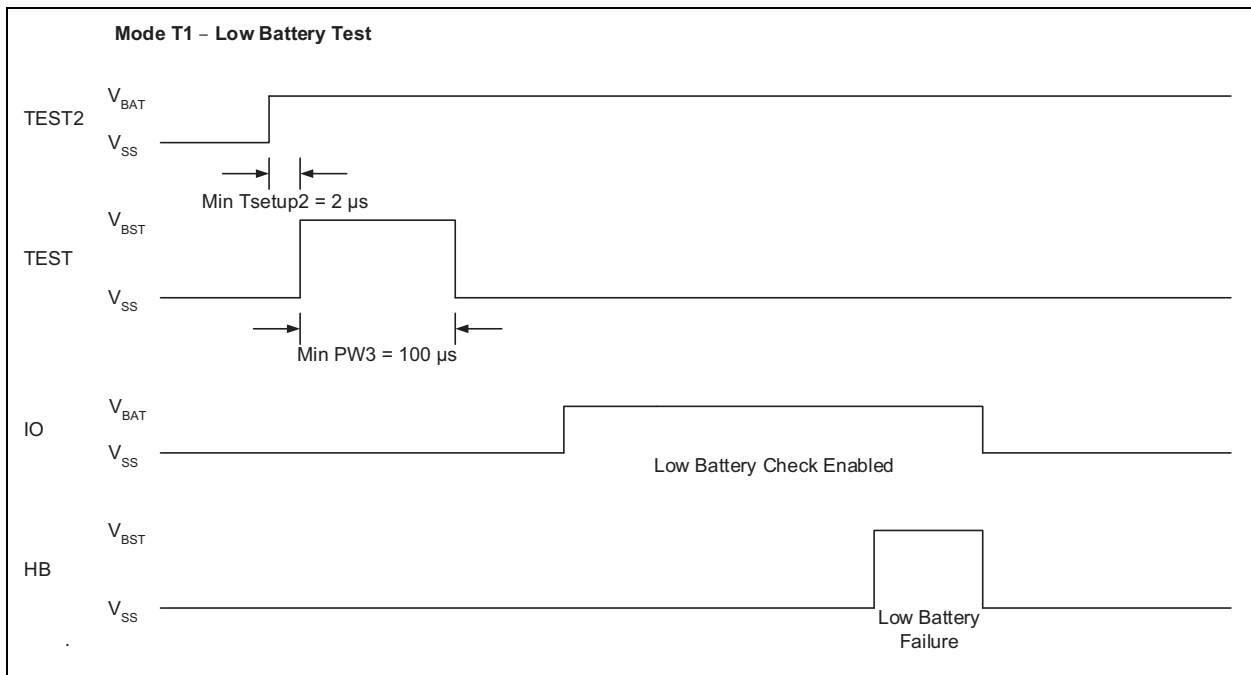 Mode T1 – Low Battery Test
V_BAT
TEST2
V_SS
Min Tsetup2 = 2 µs
V_BST
TEST
V_SS
Min PW3 = 100 µs
V_BAT
IO
V_SS
Low Battery Check Enabled
V_BST
HB
V_SS
Low Battery
Failure
.